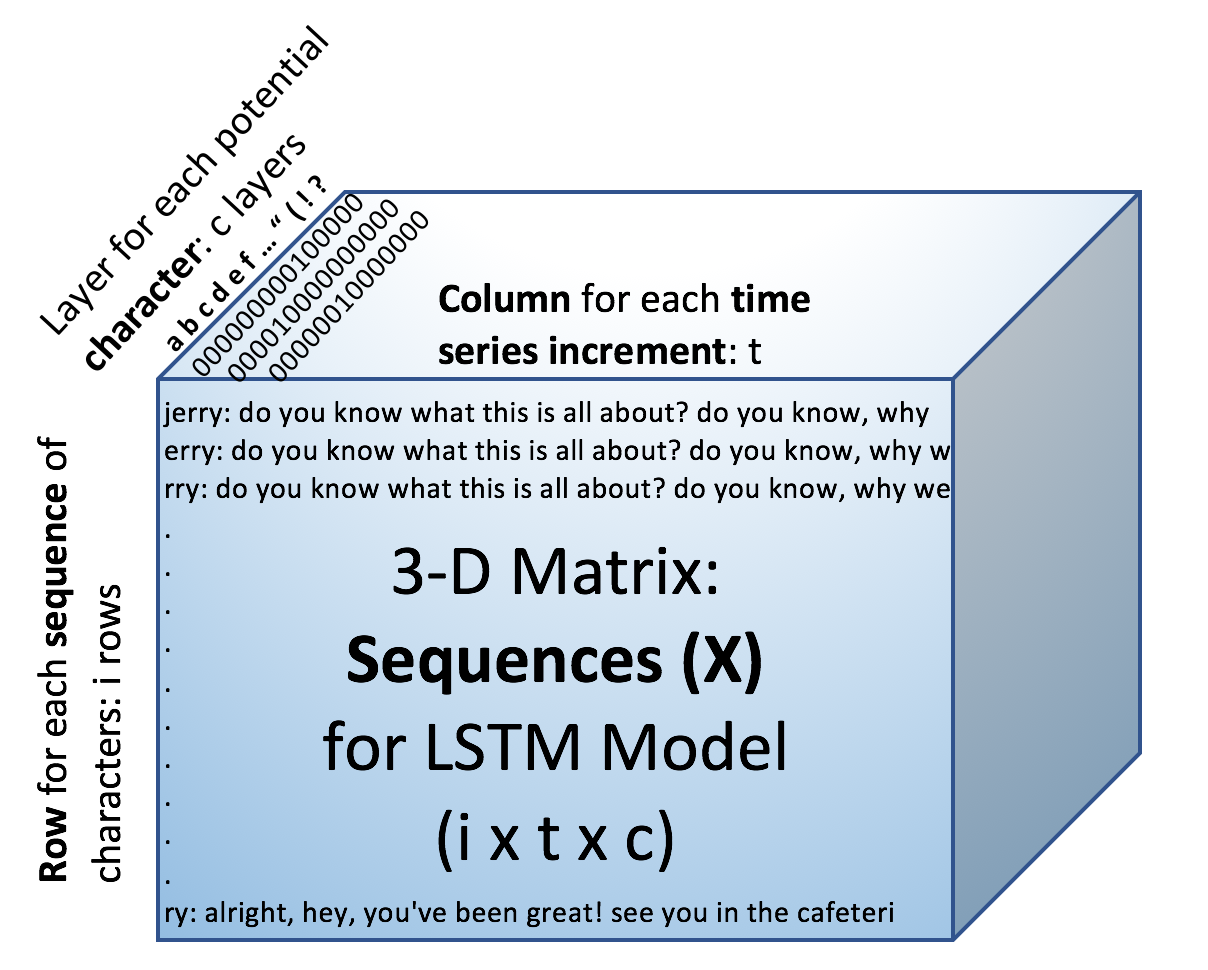 Layer for each potential
character: c layers
a b c d e f ... “ ( ! ?
000000000100000
0000100000000000
0000001000000
Column for each time
series increment: t
Row for each sequence of
characters: i rows
jerry: do you know what this is all about? do you know, why
erry: do you know what this is all about? do you know, why w
rry: do you know what this is all about? do you know, why we
.
.
.
.
.
.
.
.
.
.
3-D Matrix:
Sequences (X)
for LSTM Model
(i x t x c)
ry: alright, hey, you've been great! see you in the cafeteri